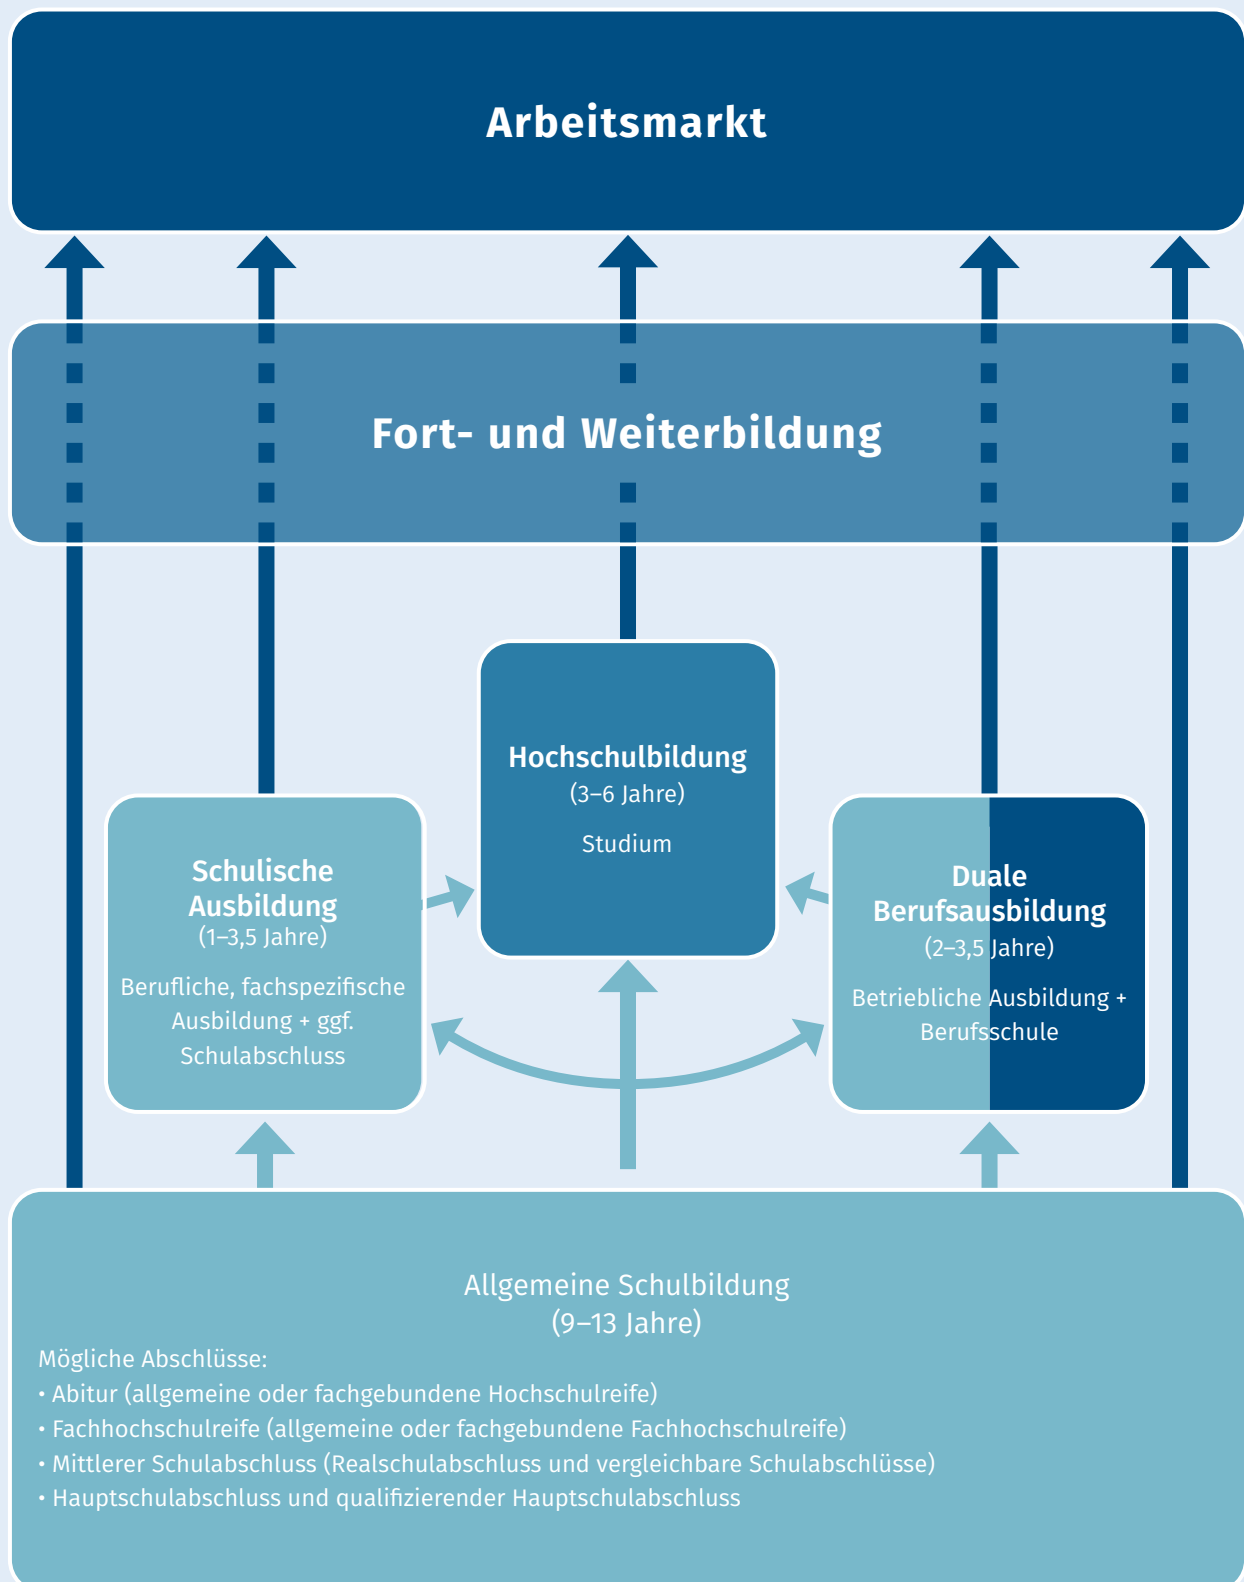 Arbeitsmarkt
Fort- und Weiterbildung
Hochschulbildung
(3–6 Jahre)
Studium
Schulische
Ausbildung
(1–3,5 Jahre)
Berufliche, fachspezifische
Ausbildung + ggf.
Schulabschluss
Duale
Berufsausbildung
(2–3,5 Jahre)
Betriebliche Ausbildung +
Berufsschule
Allgemeine Schulbildung
(9–13 Jahre)
Mögliche Abschlüsse:
• Abitur (allgemeine oder fachgebundene Hochschulreife)
• Fachhochschulreife (allgemeine oder fachgebundene Fachhochschulreife)
• Mittlerer Schulabschluss (Realschulabschluss und vergleichbare Schulabschlüsse)
• Hauptschulabschluss und qualifizierender Hauptschulabschluss